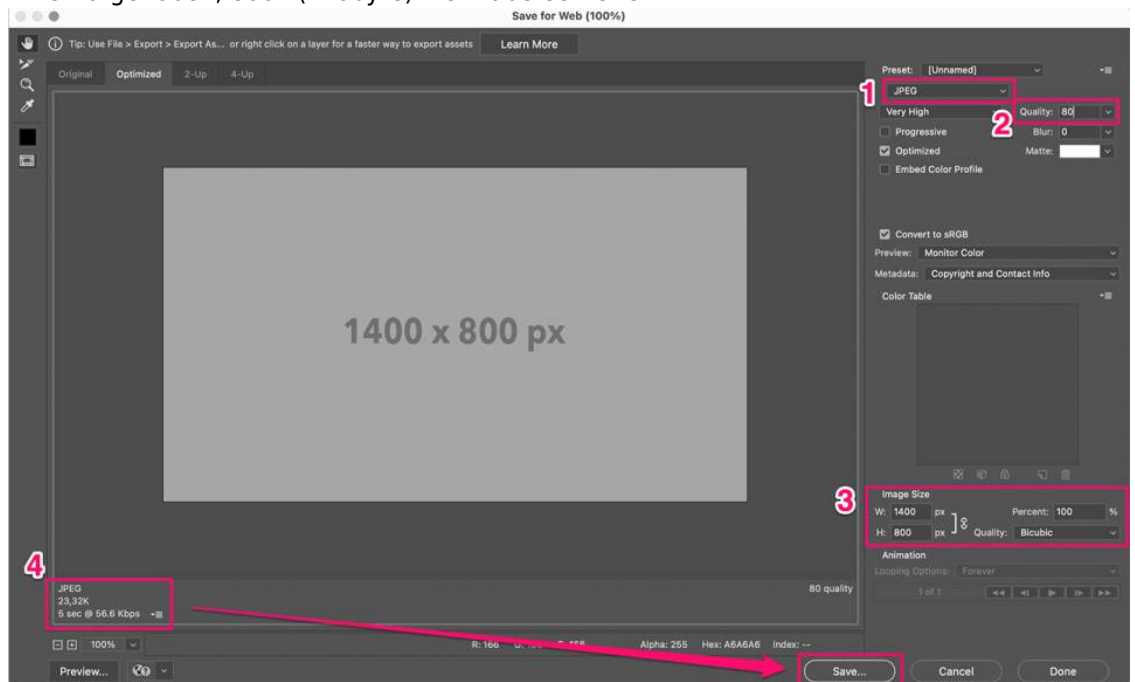 Save for Web (100%)
Tip: Use File > Export > Export As... or right click on a layer for a faster way to export assets Learn More
Original Optimized 2-Up 4-Up
Preset: [Unnamed]
1 JPEG
Very High 2 Quality: 80
Progressive Blur: 0
Optimized Matte:
Embed Color Profile
Convert to sRGB
Preview: Monitor Color
Metadata: Copyright and Contact Info
Color Table
1400 x 800 px
3 Image Size
W: 1400 px Percent: 100 %
H: 800 px Quality: Bicubic
Animation
Looping Options: Forever
1 of 1
4
JPEG 80 quality
23,32K
5 sec @ 56.6 Kbps
100% R: 166 Alpha: 255 Hex: A6A6A6 Index: --
Preview... Save... Cancel Done